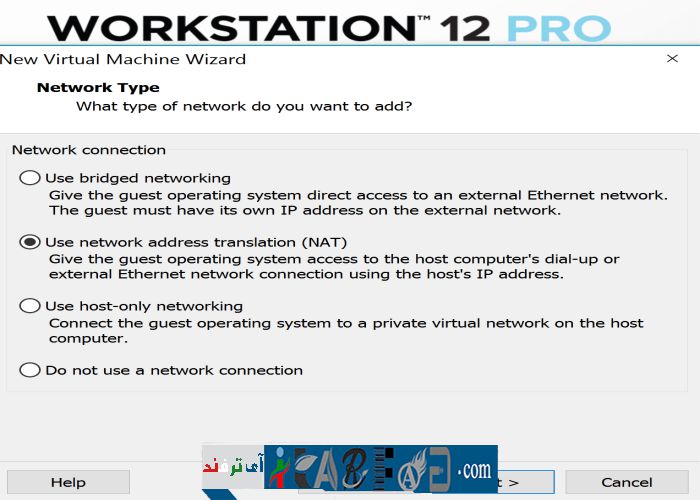 WORKSTATION™ 12 PRO
New Virtual Machine Wizard
Network Type
What type of network do you want to add?
Network connection
Use bridged networking
Give the guest operating system direct access to an external Ethernet network.
The guest must have its own IP address on the external network.
Use network address translation (NAT)
Give the guest operating system access to the host computer's dial-up or
external Ethernet network connection using the host's IP address.
Use host-only networking
Connect the guest operating system to a private virtual network on the host
computer.
Do not use a network connection
آی ترفند
.com
Help
t >
Cancel